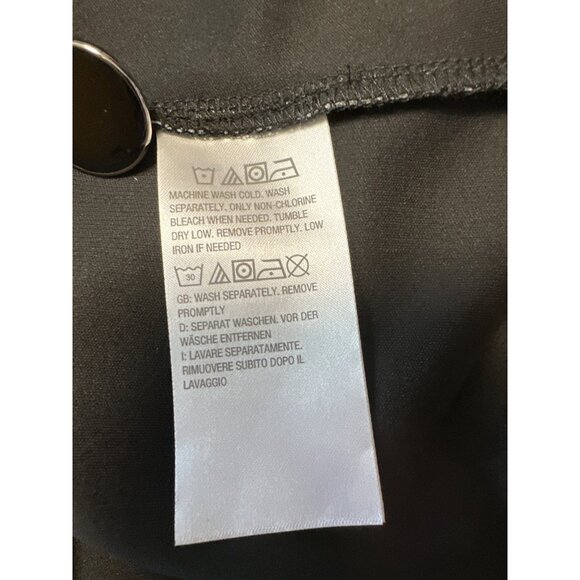 MACHINE WASH COLD. WASH
SEPARATELY. ONLY NON-CHLORINE
BLEACH WHEN NEEDED. TUMBLE
DRY LOW. REMOVE PROMPTLY. LOW
IRON IF NEEDED
30
GB: WASH SEPARATELY. REMOVE
PROMPTLY
D: SEPARAT WASCHEN. VOR DER
WÄSCHE ENTFERNEN
I: LAVARE SEPARATAMENTE.
RIMUOVERE SUBITO DOPO IL
LAVAGGIO